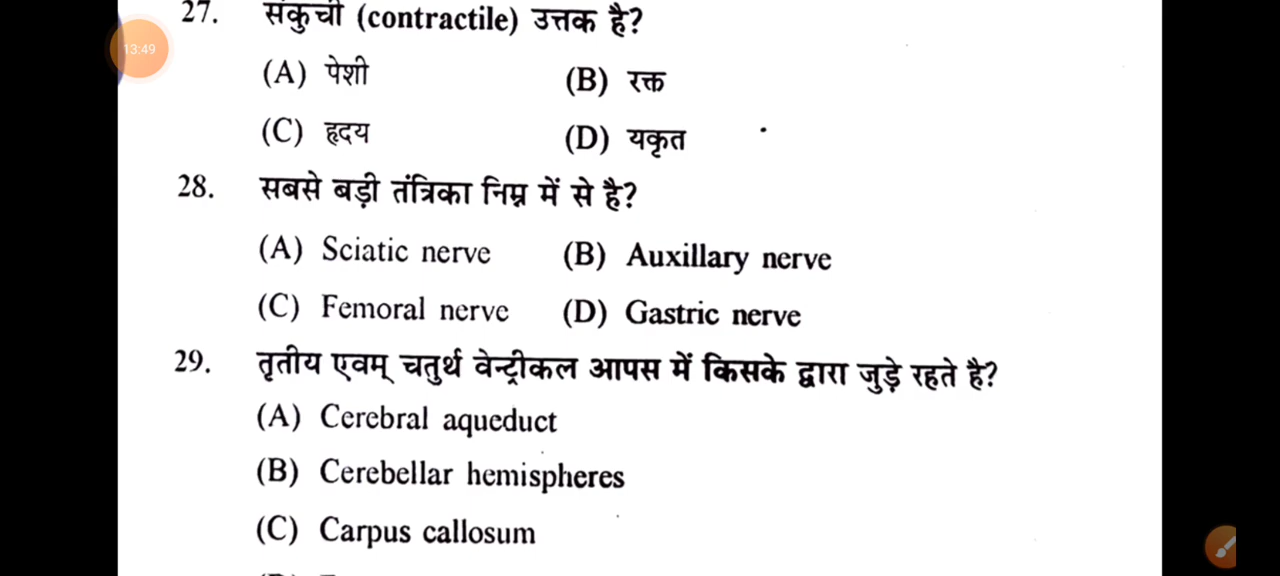 13:49
27. संकुची (contractile) उत्तक है?
(A) पेशी (B) रक्त
(C) हृदय (D) यकृत
28. सबसे बड़ी तंत्रिका निम्न में से है?
(A) Sciatic nerve (B) Auxillary nerve
(C) Femoral nerve (D) Gastric nerve
29. तृतीय एवम् चतुर्थ वेन्ट्रीकल आपस में किसके द्वारा जुड़े रहते है?
(A) Cerebral aqueduct
(B) Cerebellar hemispheres
(C) Carpus callosum